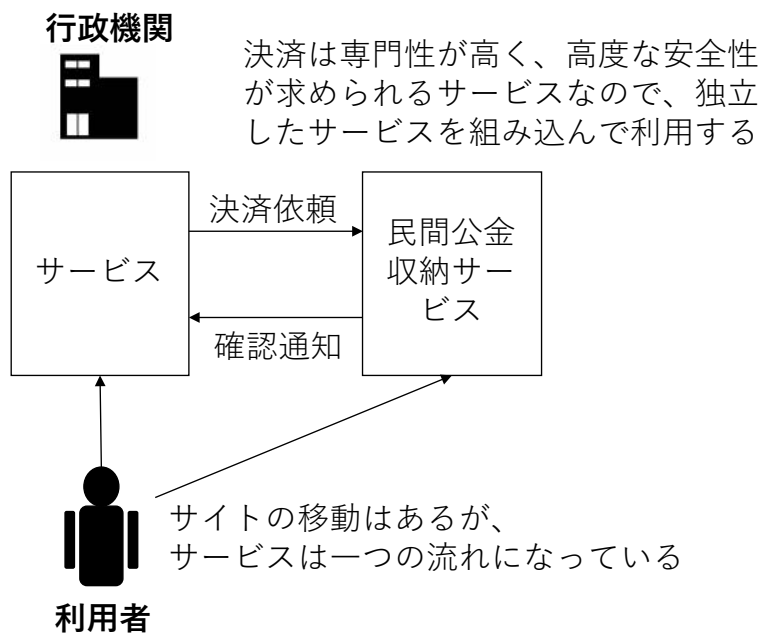 行政機関
決済は専門性が高く、高度な安全性
が求められるサービスなので、独立
したサービスを組み込んで利用する
サービス
決済依頼
民間公金
収納サー
ビス
確認通知
サイトの移動はあるが、
サービスは一つの流れになっている
利用者